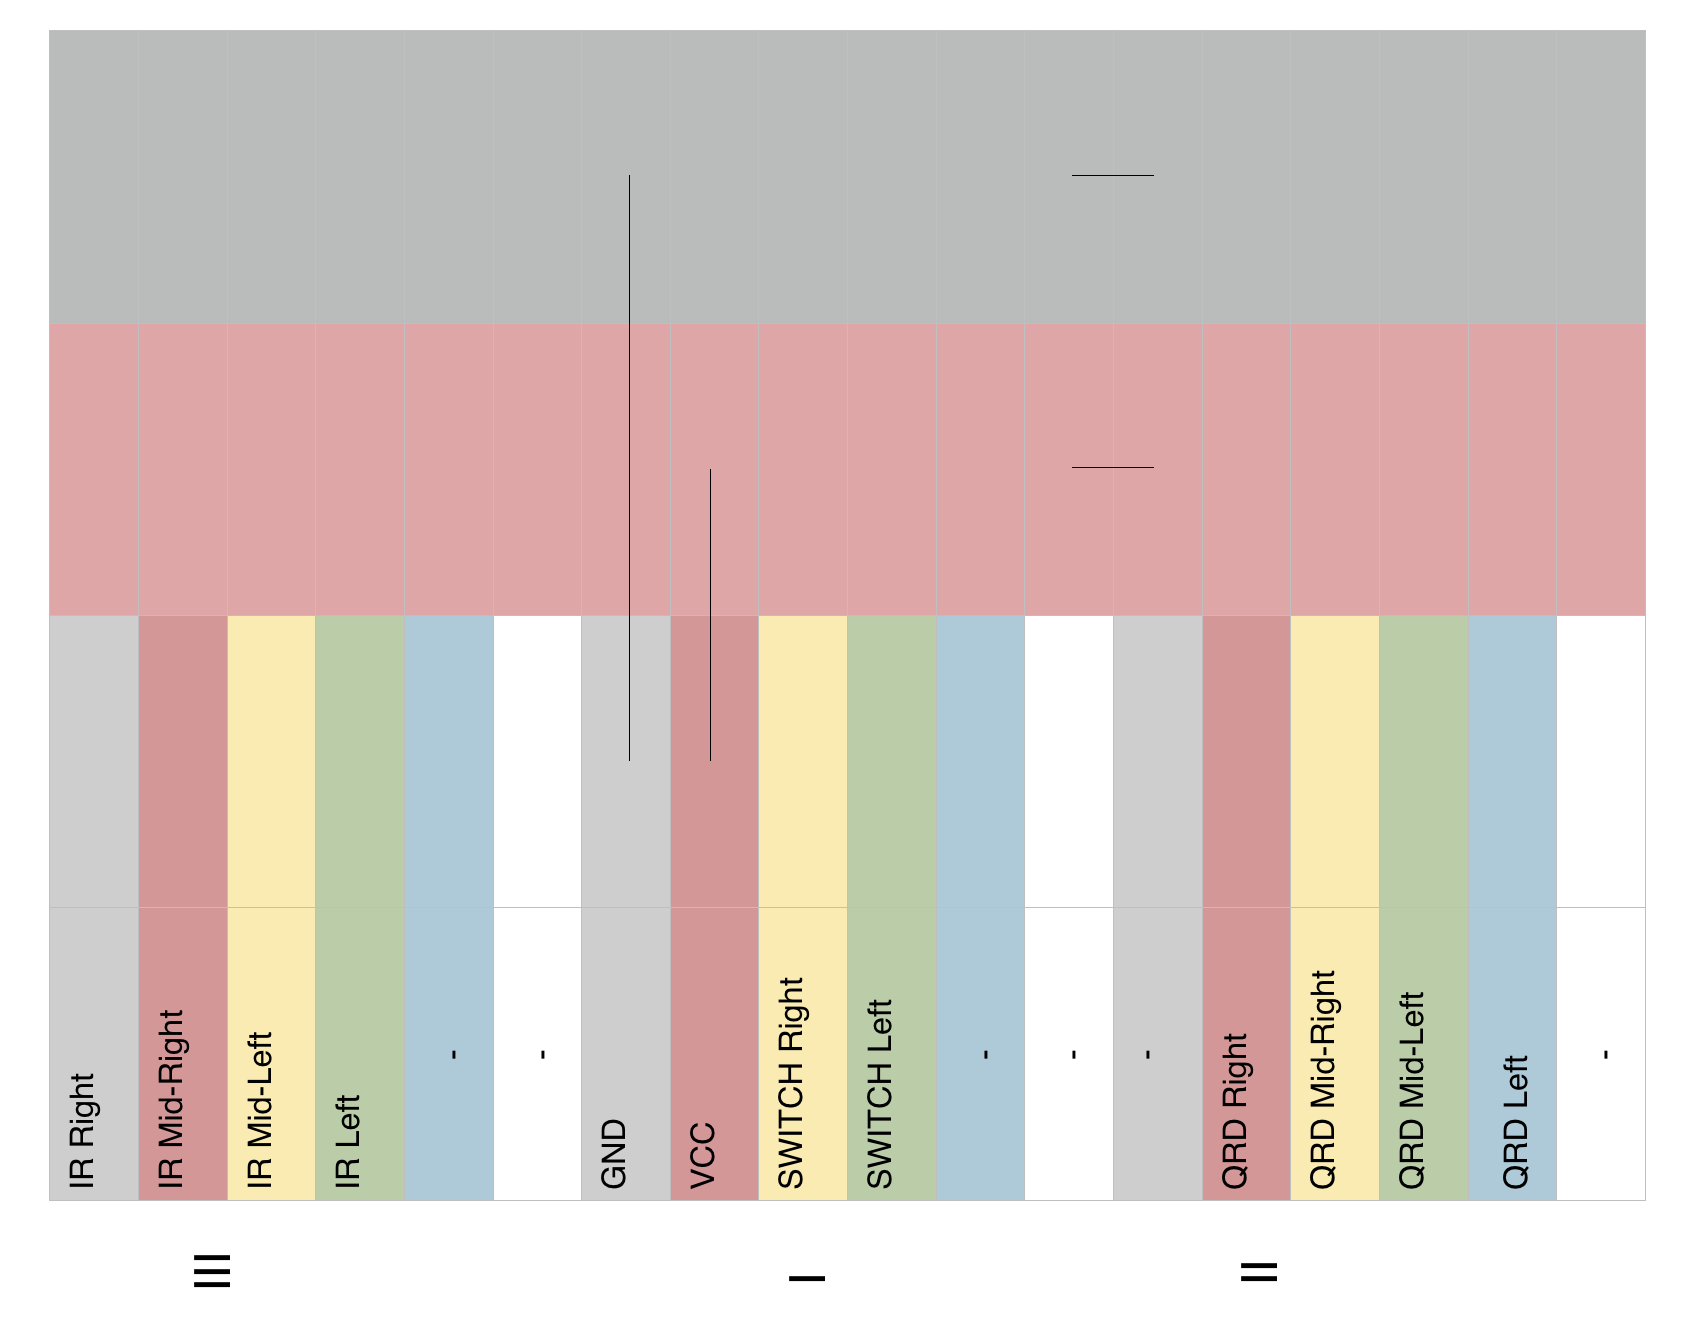 IR Right
IR Mid-Right
IR Mid-Left
IR Left
-
-
GND
VCC
SWITCH Right
SWITCH Left
-
-
-
QRD Right
QRD Mid-Right
QRD Mid-Left
QRD Left
-
III
I
II